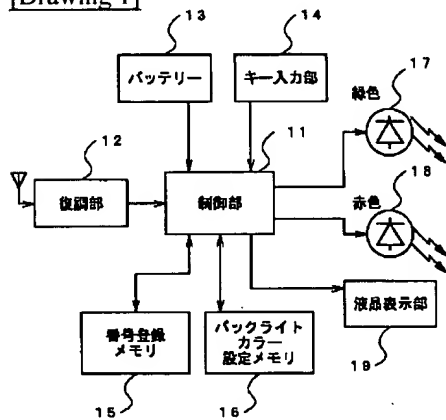 [Drawing 1]
13
14
バッテリー
キー入力部
緑色
17
12
11
復調部
制御部
赤色
18
番号登録
メモリ
バックライト
カラー
設定メモリ
液晶表示部
15
16
19